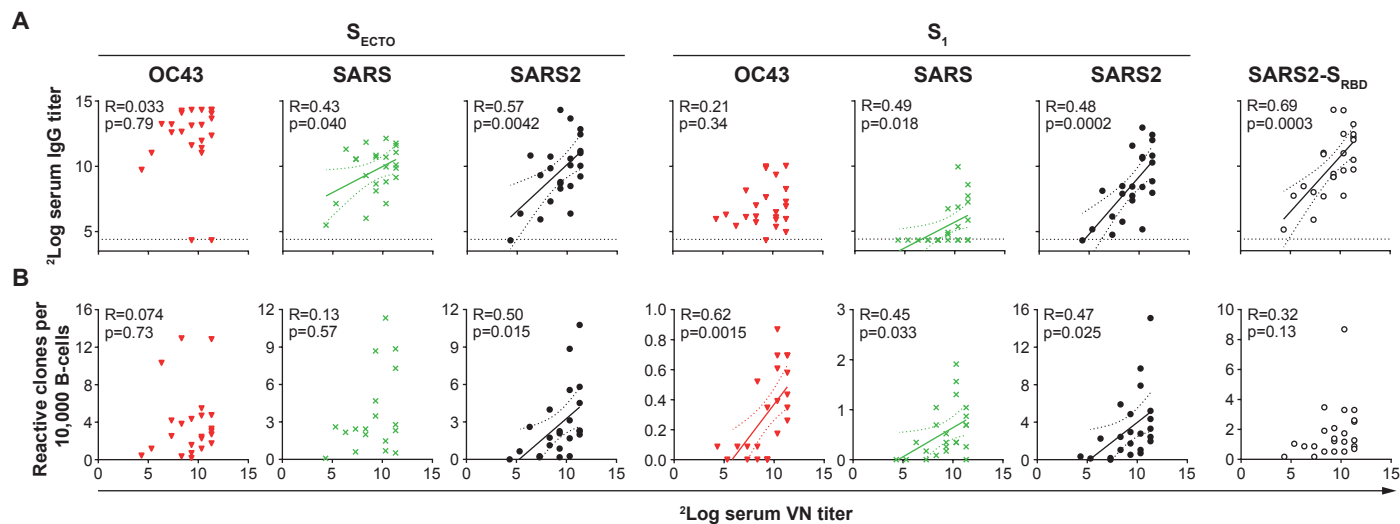 A
S_ECTO S_1
OC43 SARS SARS2 OC43 SARS SARS2 SARS2-S_RBD
²Log serum IgG titer
15
10
5
R=0.033
p=0.79
R=0.43
p=0.040
R=0.57
p=0.0042
R=0.21
p=0.34
R=0.49
p=0.018
R=0.48
p=0.0002
R=0.69
p=0.0003
B
Reactive clones per
10,000 B-cells
16
12
8
4
0
R=0.074
p=0.73
0 5 10 15
12
9
6
3
0
R=0.13
p=0.57
0 5 10 15
12
9
6
3
0
R=0.50
p=0.015
0 5 10 15
1.0
0.8
0.6
0.4
0.2
0.0
R=0.62
p=0.0015
0 5 10 15
3
2
1
0
R=0.45
p=0.033
0 5 10 15
16
12
8
4
0
R=0.47
p=0.025
0 5 10 15
10
8
6
4
2
0
R=0.32
p=0.13
0 5 10 15
²Log serum VN titer